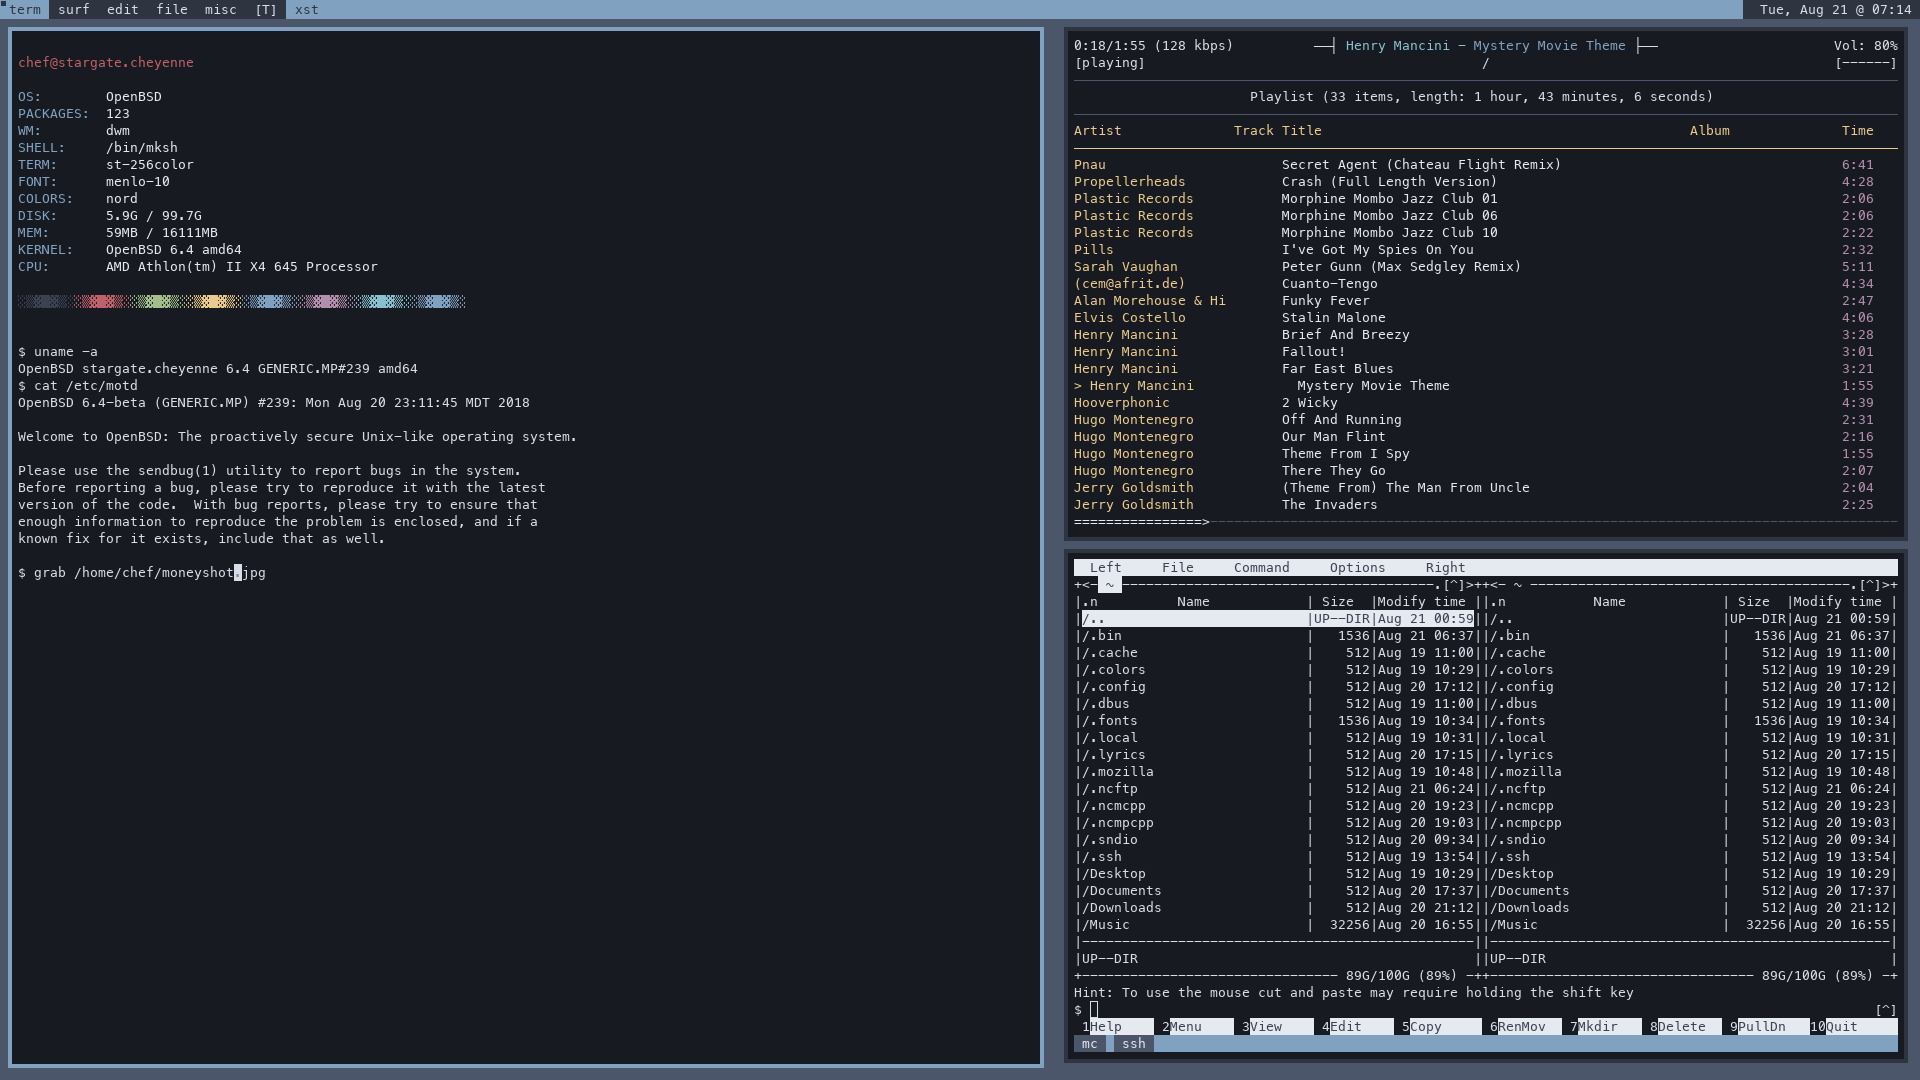 term surf edit file misc [T] xst Tue, Aug 21 @ 07:14
chef@stargate.cheyenne
OS: OpenBSD
PACKAGES: 123
WM: dwm
SHELL: /bin/mksh
TERM: st-256color
FONT: menlo-10
COLORS: nord
DISK: 5.9G / 99.7G
MEM: 59MB / 16111MB
KERNEL: OpenBSD 6.4 amd64
CPU: AMD Athlon(tm) II X4 645 Processor
$ uname -a
OpenBSD stargate.cheyenne 6.4 GENERIC.MP#239 amd64
$ cat /etc/motd
OpenBSD 6.4-beta (GENERIC.MP) #239: Mon Aug 20 23:11:45 MDT 2018
Welcome to OpenBSD: The proactively secure Unix-like operating system.
Please use the sendbug(1) utility to report bugs in the system.
Before reporting a bug, please try to reproduce it with the latest
version of the code.  With bug reports, please try to ensure that
enough information to reproduce the problem is enclosed, and if a
known fix for it exists, include that as well.
$ grab /home/chef/moneyshot.jpg
0:18/1:55 (128 kbps) ──┤ Henry Mancini - Mystery Movie Theme ├── Vol: 80%
[playing] / [------]
Playlist (33 items, length: 1 hour, 43 minutes, 6 seconds)
Artist Track Title Album Time
Pnau Secret Agent (Chateau Flight Remix) 6:41
Propellerheads Crash (Full Length Version) 4:28
Plastic Records Morphine Mombo Jazz Club 01 2:06
Plastic Records Morphine Mombo Jazz Club 06 2:06
Plastic Records Morphine Mombo Jazz Club 10 2:22
Pills I've Got My Spies On You 2:32
Sarah Vaughan Peter Gunn (Max Sedgley Remix) 5:11
(cem@afrit.de) Cuanto-Tengo 4:34
Alan Morehouse & Hi Funky Fever 2:47
Elvis Costello Stalin Malone 4:06
Henry Mancini Brief And Breezy 3:28
Henry Mancini Fallout! 3:01
Henry Mancini Far East Blues 3:21
> Henry Mancini Mystery Movie Theme 1:55
Hooverphonic 2 Wicky 4:39
Hugo Montenegro Off And Running 2:31
Hugo Montenegro Our Man Flint 2:16
Hugo Montenegro Theme From I Spy 1:55
Hugo Montenegro There They Go 2:07
Jerry Goldsmith (Theme From) The Man From Uncle 2:04
Jerry Goldsmith The Invaders 2:25
================>
Left File Command Options Right
+<- ~ ----.[^]>++<- ~ ----.[^]>+
|.n Name | Size |Modify time ||.n Name | Size |Modify time |
|/.. |UP--DIR|Aug 21 00:59||/.. |UP--DIR|Aug 21 00:59|
|/.bin | 1536|Aug 21 06:37||/.bin | 1536|Aug 21 06:37|
|/.cache | 512|Aug 19 11:00||/.cache | 512|Aug 19 11:00|
|/.colors | 512|Aug 19 10:29||/.colors | 512|Aug 19 10:29|
|/.config | 512|Aug 20 17:12||/.config | 512|Aug 20 17:12|
|/.dbus | 512|Aug 19 11:00||/.dbus | 512|Aug 19 11:00|
|/.fonts | 1536|Aug 19 10:34||/.fonts | 1536|Aug 19 10:34|
|/.local | 512|Aug 19 10:31||/.local | 512|Aug 19 10:31|
|/.lyrics | 512|Aug 20 17:15||/.lyrics | 512|Aug 20 17:15|
|/.mozilla | 512|Aug 19 10:48||/.mozilla | 512|Aug 19 10:48|
|/.ncftp | 512|Aug 21 06:24||/.ncftp | 512|Aug 21 06:24|
|/.ncmcpp | 512|Aug 20 19:23||/.ncmcpp | 512|Aug 20 19:23|
|/.ncmpcpp | 512|Aug 20 19:03||/.ncmpcpp | 512|Aug 20 19:03|
|/.sndio | 512|Aug 20 09:34||/.sndio | 512|Aug 20 09:34|
|/.ssh | 512|Aug 19 13:54||/.ssh | 512|Aug 19 13:54|
|/Desktop | 512|Aug 19 10:29||/Desktop | 512|Aug 19 10:29|
|/Documents | 512|Aug 20 17:37||/Documents | 512|Aug 20 17:37|
|/Downloads | 512|Aug 20 21:12||/Downloads | 512|Aug 20 21:12|
|/Music | 32256|Aug 20 16:55||/Music | 32256|Aug 20 16:55|
|UP--DIR ||UP--DIR |
+---- 89G/100G (89%) -++---- 89G/100G (89%) -+
Hint: To use the mouse cut and paste may require holding the shift key
$ [^]
1Help 2Menu 3View 4Edit 5Copy 6RenMov 7Mkdir 8Delete 9PullDn 10Quit
mc ssh